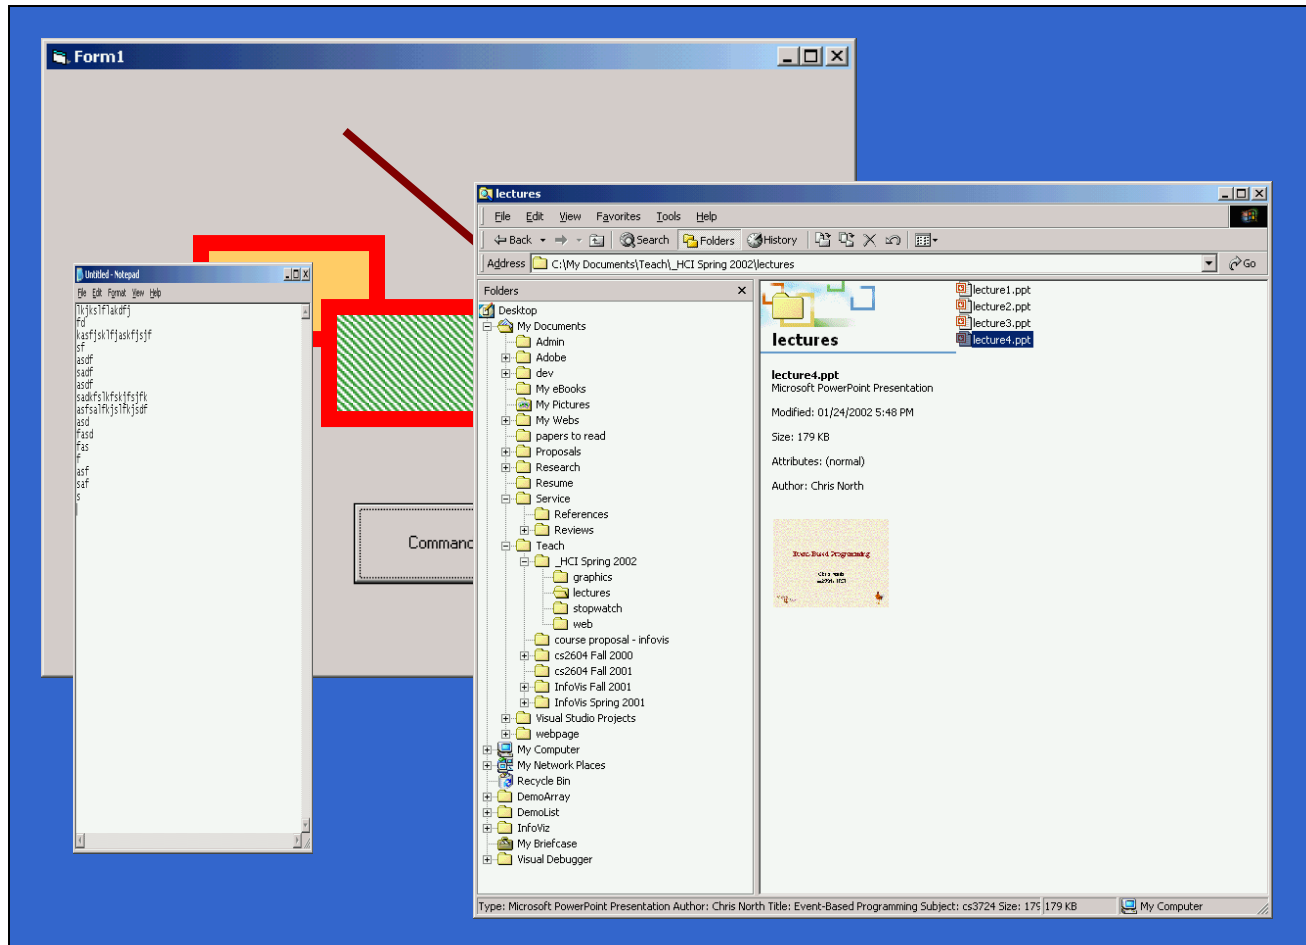 Form1
Untitled - Notepad
File Edit Format View Help
lkjkslflakdfj
fd
kasfjsklfjaskfjsjf
sf
asdf
sadf
asdf
sadkfslkfskjfsjfk
asfsalfkjslfkjsdf
asd
fasd
fas
f
asf
saf
s
Command
lectures
File Edit View Favorites Tools Help
Back Search Folders History
Address C:\My Documents\Teach\_HCI Spring 2002\lectures Go
Folders
Desktop
My Documents
Admin
Adobe
dev
My eBooks
My Pictures
My Webs
papers to read
Proposals
Research
Resume
Service
References
Reviews
Teach
_HCI Spring 2002
graphics
lectures
stopwatch
web
course proposal - infovis
cs2604 Fall 2000
cs2604 Fall 2001
InfoVis Fall 2001
InfoVis Spring 2001
Visual Studio Projects
webpage
My Computer
My Network Places
Recycle Bin
DemoArray
DemoList
InfoViz
My Briefcase
Visual Debugger
lectures
lecture4.ppt
Microsoft PowerPoint Presentation
Modified: 01/24/2002 5:48 PM
Size: 179 KB
Attributes: (normal)
Author: Chris North
Event-Based Programming
Chris North
lecture1.ppt
lecture2.ppt
lecture3.ppt
lecture4.ppt
Type: Microsoft PowerPoint Presentation Author: Chris North Title: Event-Based Programming Subject: cs3724 Size: 179 179 KB My Computer